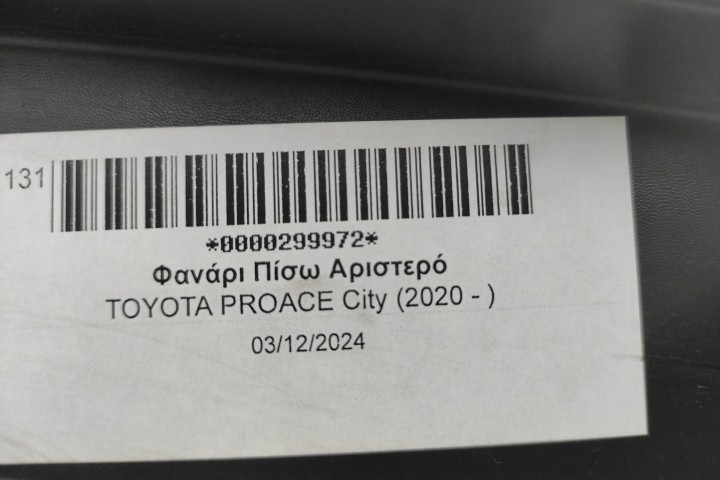 131
*0000299972*
Φανάρι Πίσω Αριστερό
TOYOTA PROACE City (2020 - )
03/12/2024